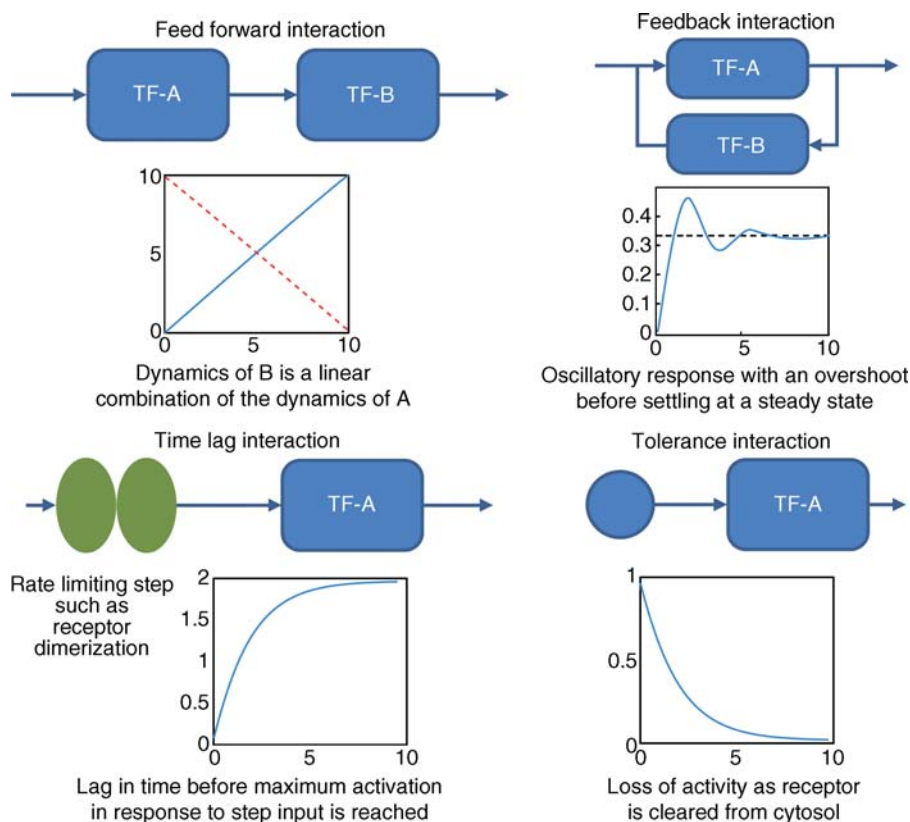 Feed forward interaction
TF-A
TF-B
10
5
0
0
5
10
Dynamics of B is a linear
combination of the dynamics of A
Feedback interaction
TF-A
TF-B
0.4
0.3
0.2
0.1
0
0
5
10
Oscillatory response with an overshoot
before settling at a steady state
Time lag interaction
TF-A
Rate limiting step
such as
receptor
dimerization
2
1.5
1
0.5
0
0
5
10
Lag in time before maximum activation
in response to step input is reached
Tolerance interaction
TF-A
1
0.5
0
0
5
10
Loss of activity as receptor
is cleared from cytosol